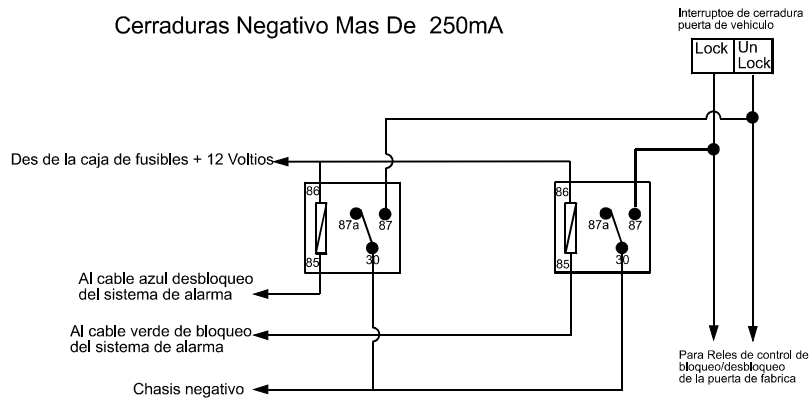 Cerraduras Negativo Mas De 250mA
Interruptoe de cerradura
puerta de vehiculo
Lock
Un
Lock
Des de la caja de fusibles + 12 Voltios
86
87a
87
85
30
86
87a
87
85
30
Al cable azul desbloqueo
del sistema de alarma
Al cable verde de bloqueo
del sistema de alarma
Chasis negativo
Para Reles de control de
bloqueo/desbloqueo
de la puerta de fabrica